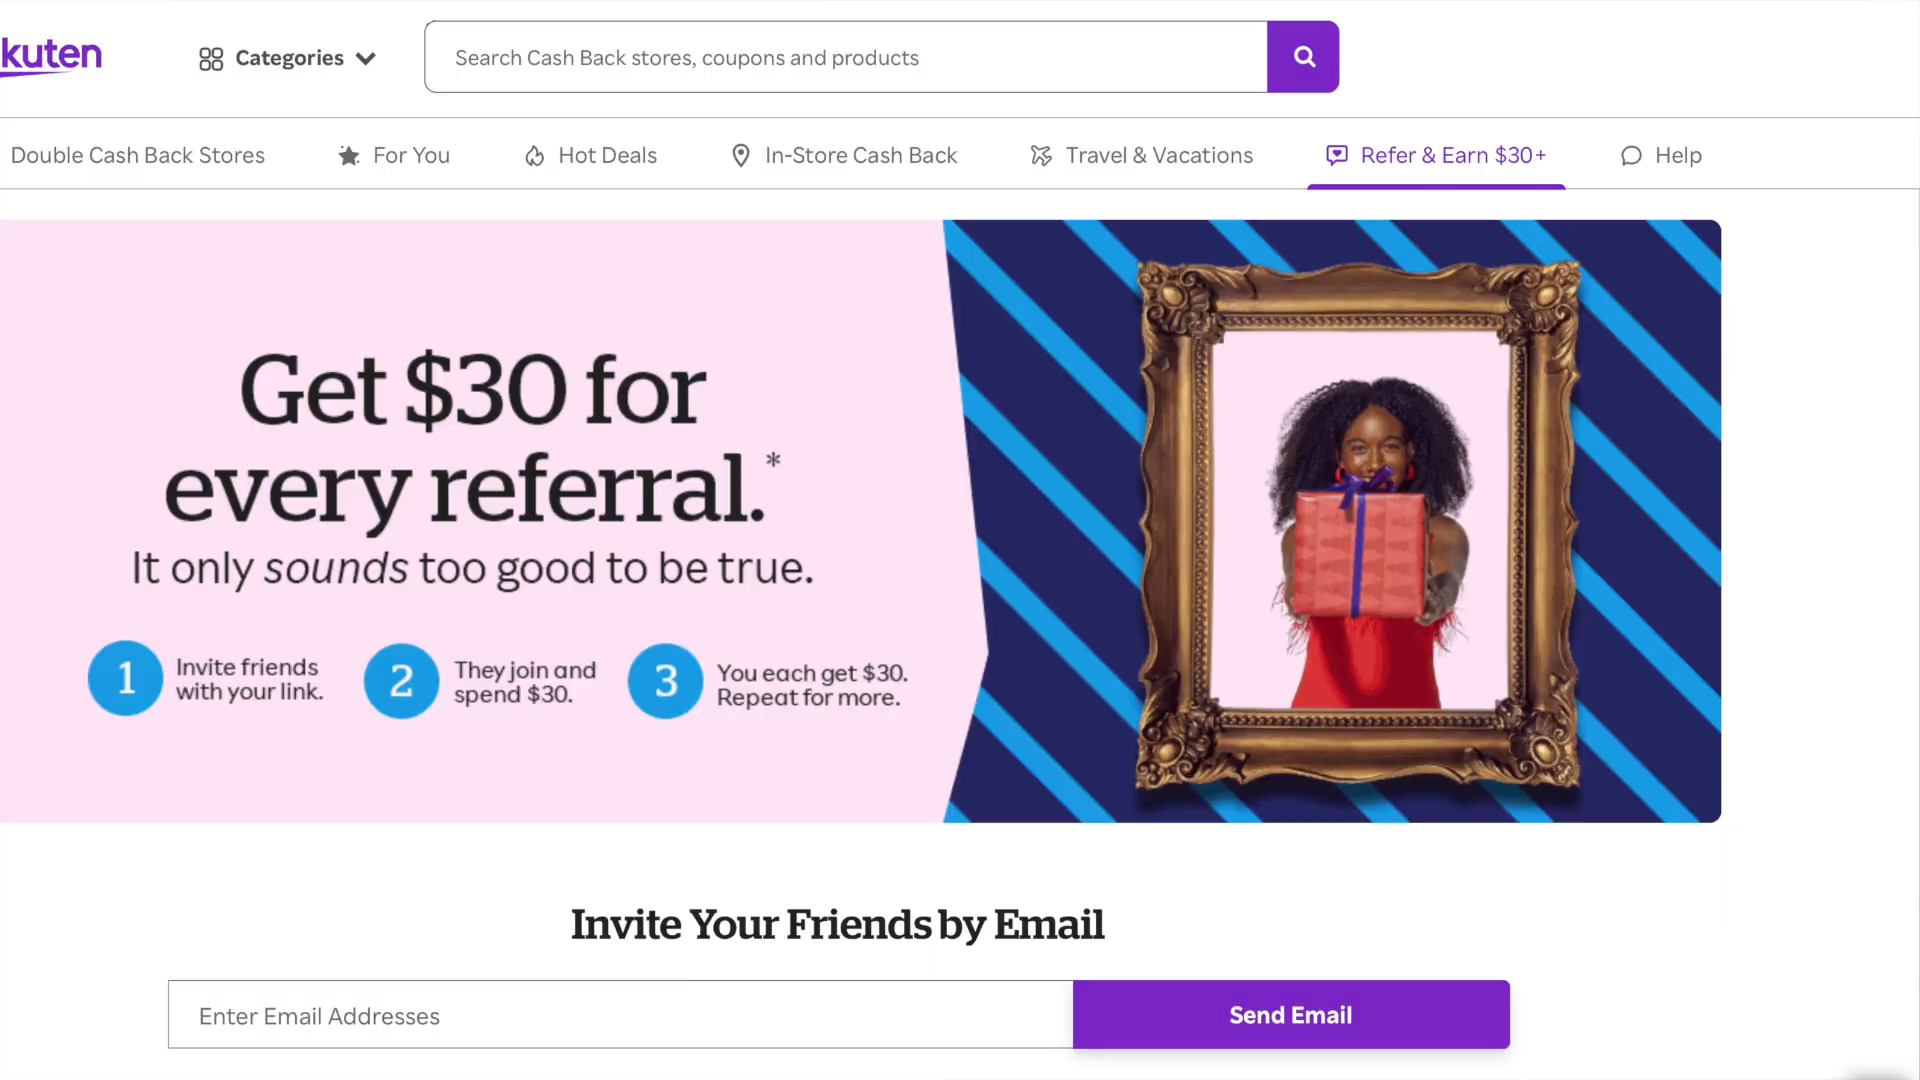 kuten
Categories
Search Cash Back stores, coupons and products
Double Cash Back Stores
For You
Hot Deals
In-Store Cash Back
Travel & Vacations
Refer & Earn $30+
Help
Get $30 for
every referral.*
It only sounds too good to be true.
1
Invite friends
with your link.
2
They join and
spend $30.
3
You each get $30.
Repeat for more.
Invite Your Friends by Email
Enter Email Addresses
Send Email